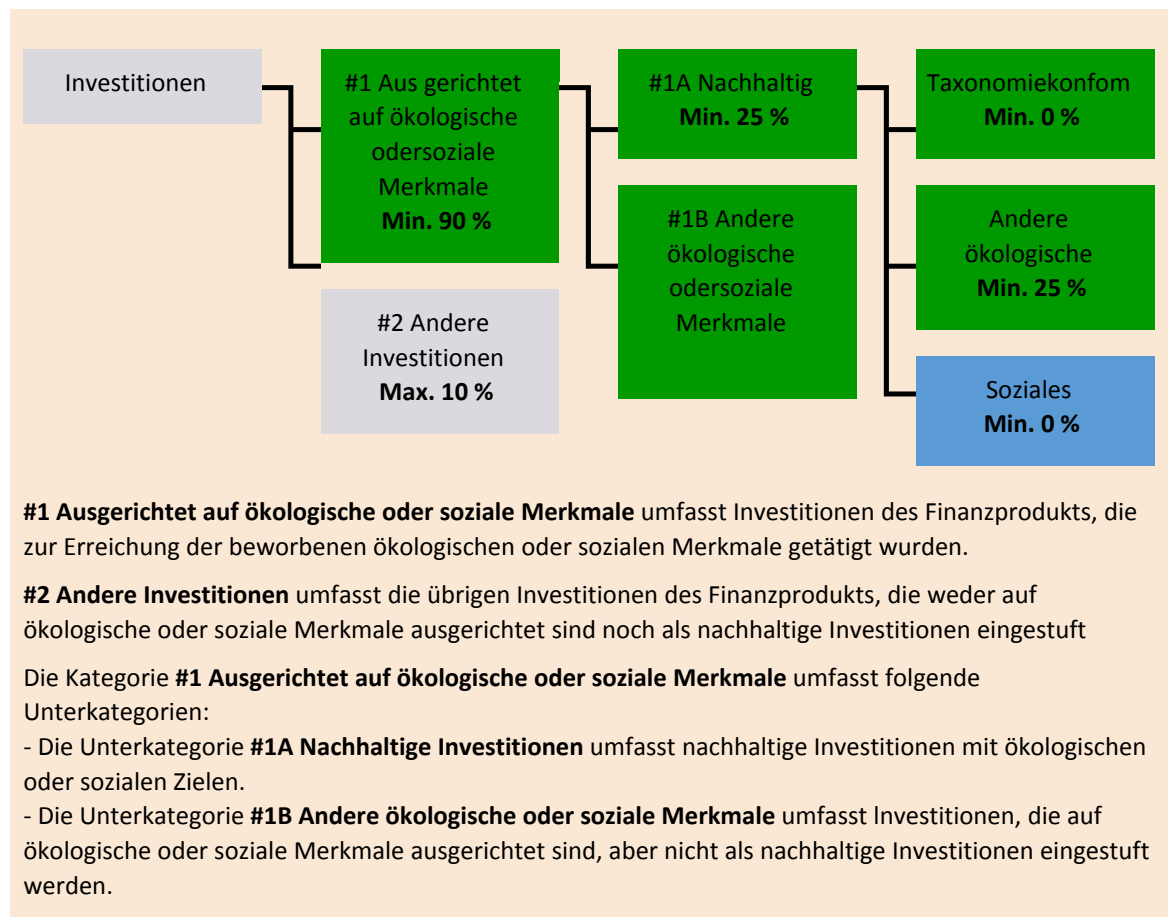 Investitionen
#1 Aus gerichtet
auf ökologische
odersoziale
Merkmale
Min. 90 %
#2 Andere
Investitionen
Max. 10 %
#1A Nachhaltig
Min. 25 %
#1B Andere
ökologische
odersoziale
Merkmale
Taxonomiekonfom
Min. 0 %
Andere
ökologische
Min. 25 %
Soziales
Min. 0 %
#1 Ausgerichtet auf ökologische oder soziale Merkmale umfasst Investitionen des Finanzprodukts, die
zur Erreichung der beworbenen ökologischen oder sozialen Merkmale getätigt wurden.
#2 Andere Investitionen umfasst die übrigen Investitionen des Finanzprodukts, die weder auf
ökologische oder soziale Merkmale ausgerichtet sind noch als nachhaltige Investitionen eingestuft
Die Kategorie #1 Ausgerichtet auf ökologische oder soziale Merkmale umfasst folgende
Unterkategorien:
- Die Unterkategorie #1A Nachhaltige Investitionen umfasst nachhaltige Investitionen mit ökologischen
oder sozialen Zielen.
- Die Unterkategorie #1B Andere ökologische oder soziale Merkmale umfasst lnvestitionen, die auf
ökologische oder soziale Merkmale ausgerichtet sind, aber nicht als nachhaltige Investitionen eingestuft
werden.